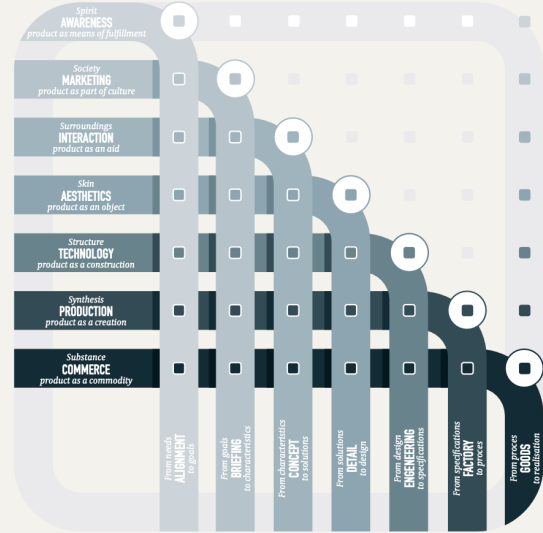 Spirit
AWARENESS
product as means of fulfillment
Society
MARKETING
product as part of culture
Surroundings
INTERACTION
product as an aid
Skin
AESTHETICS
product as an object
Structure
TECHNOLOGY
product as a construction
Synthesis
PRODUCTION
product as a creation
Substance
COMMERCE
product as a commodity
From needs
ALIGNMENT
to goals
From goals
BRIEFING
to characteristics
From characteristics
CONCEPT
to solutions
From solutions
DETAIL
to design
From design
ENGENEERING
to specifications
From specifications
FACTORY
to proces
From proces
GOODS
to realisation